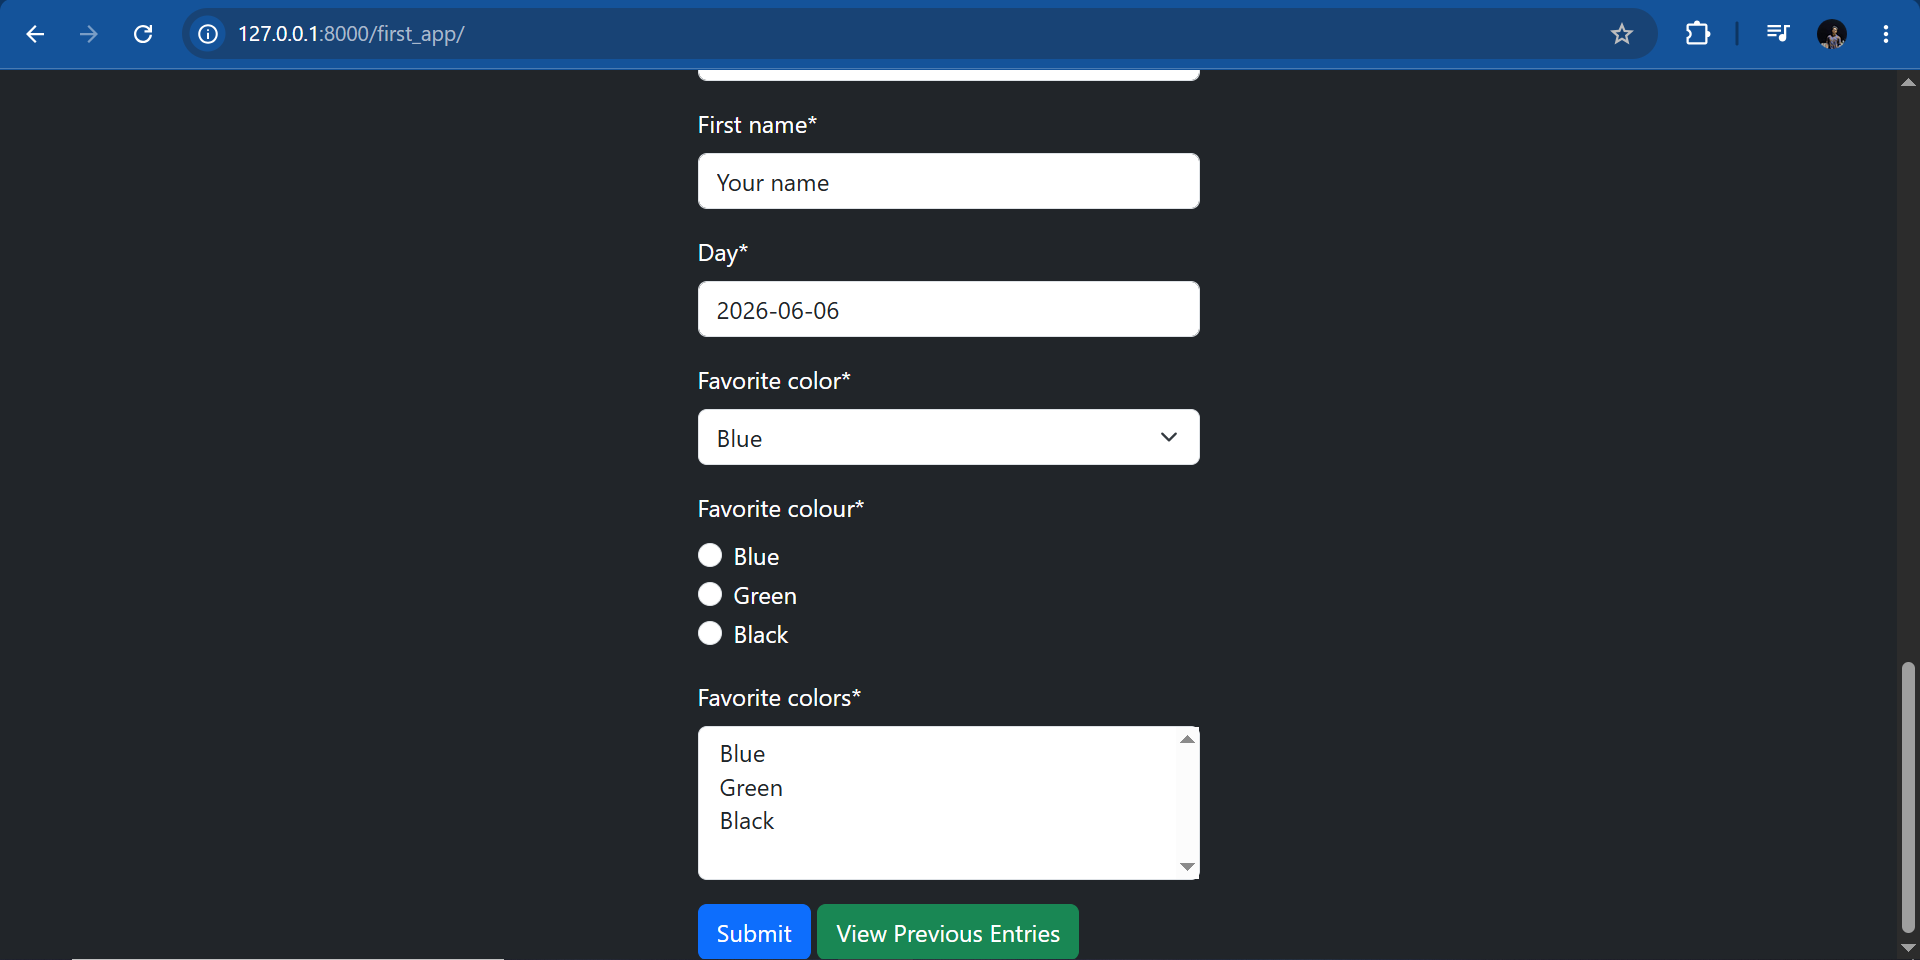 127.0.0.1:8000/first_app/
First name*
Your name
Day*
2026-06-06
Favorite color*
Blue
Favorite colour*
Blue
Green
Black
Favorite colors*
Blue
Green
Black
Submit View Previous Entries